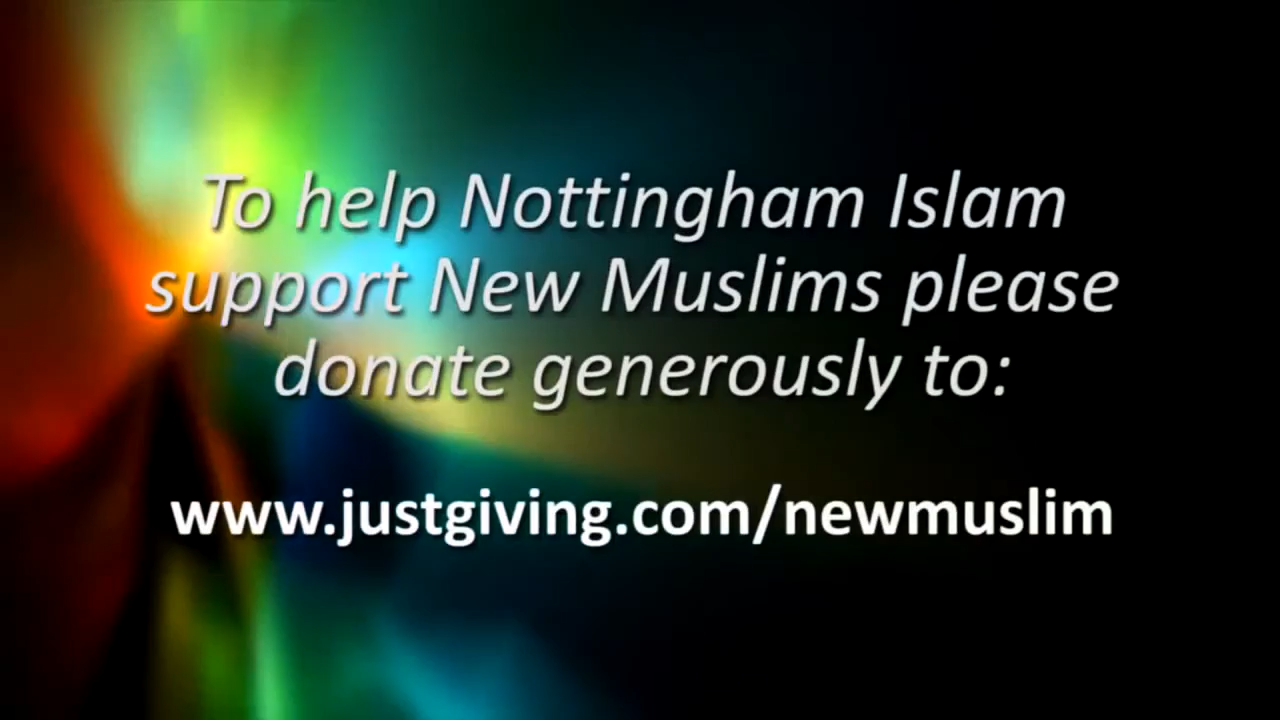 To help Nottingham Islam
support New Muslims please
donate generously to:
www.justgiving.com/newmuslim